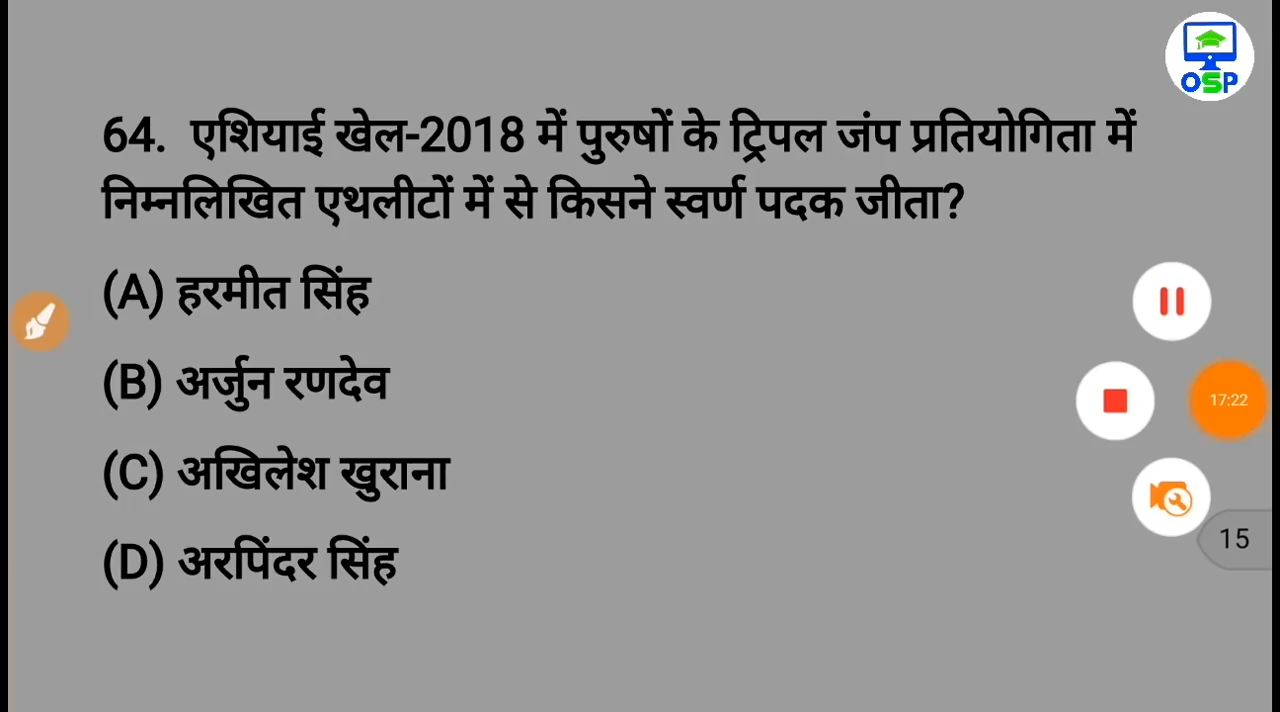 OSP
64. एशियाई खेल-2018 में पुरुषों के ट्रिपल जंप प्रतियोगिता में
निम्नलिखित एथलीटों में से किसने स्वर्ण पदक जीता?
(A) हरमीत सिंह
(B) अर्जुन रणदेव
17:22
(C) अखिलेश खुराना
15
(D) अरपिंदर सिंह